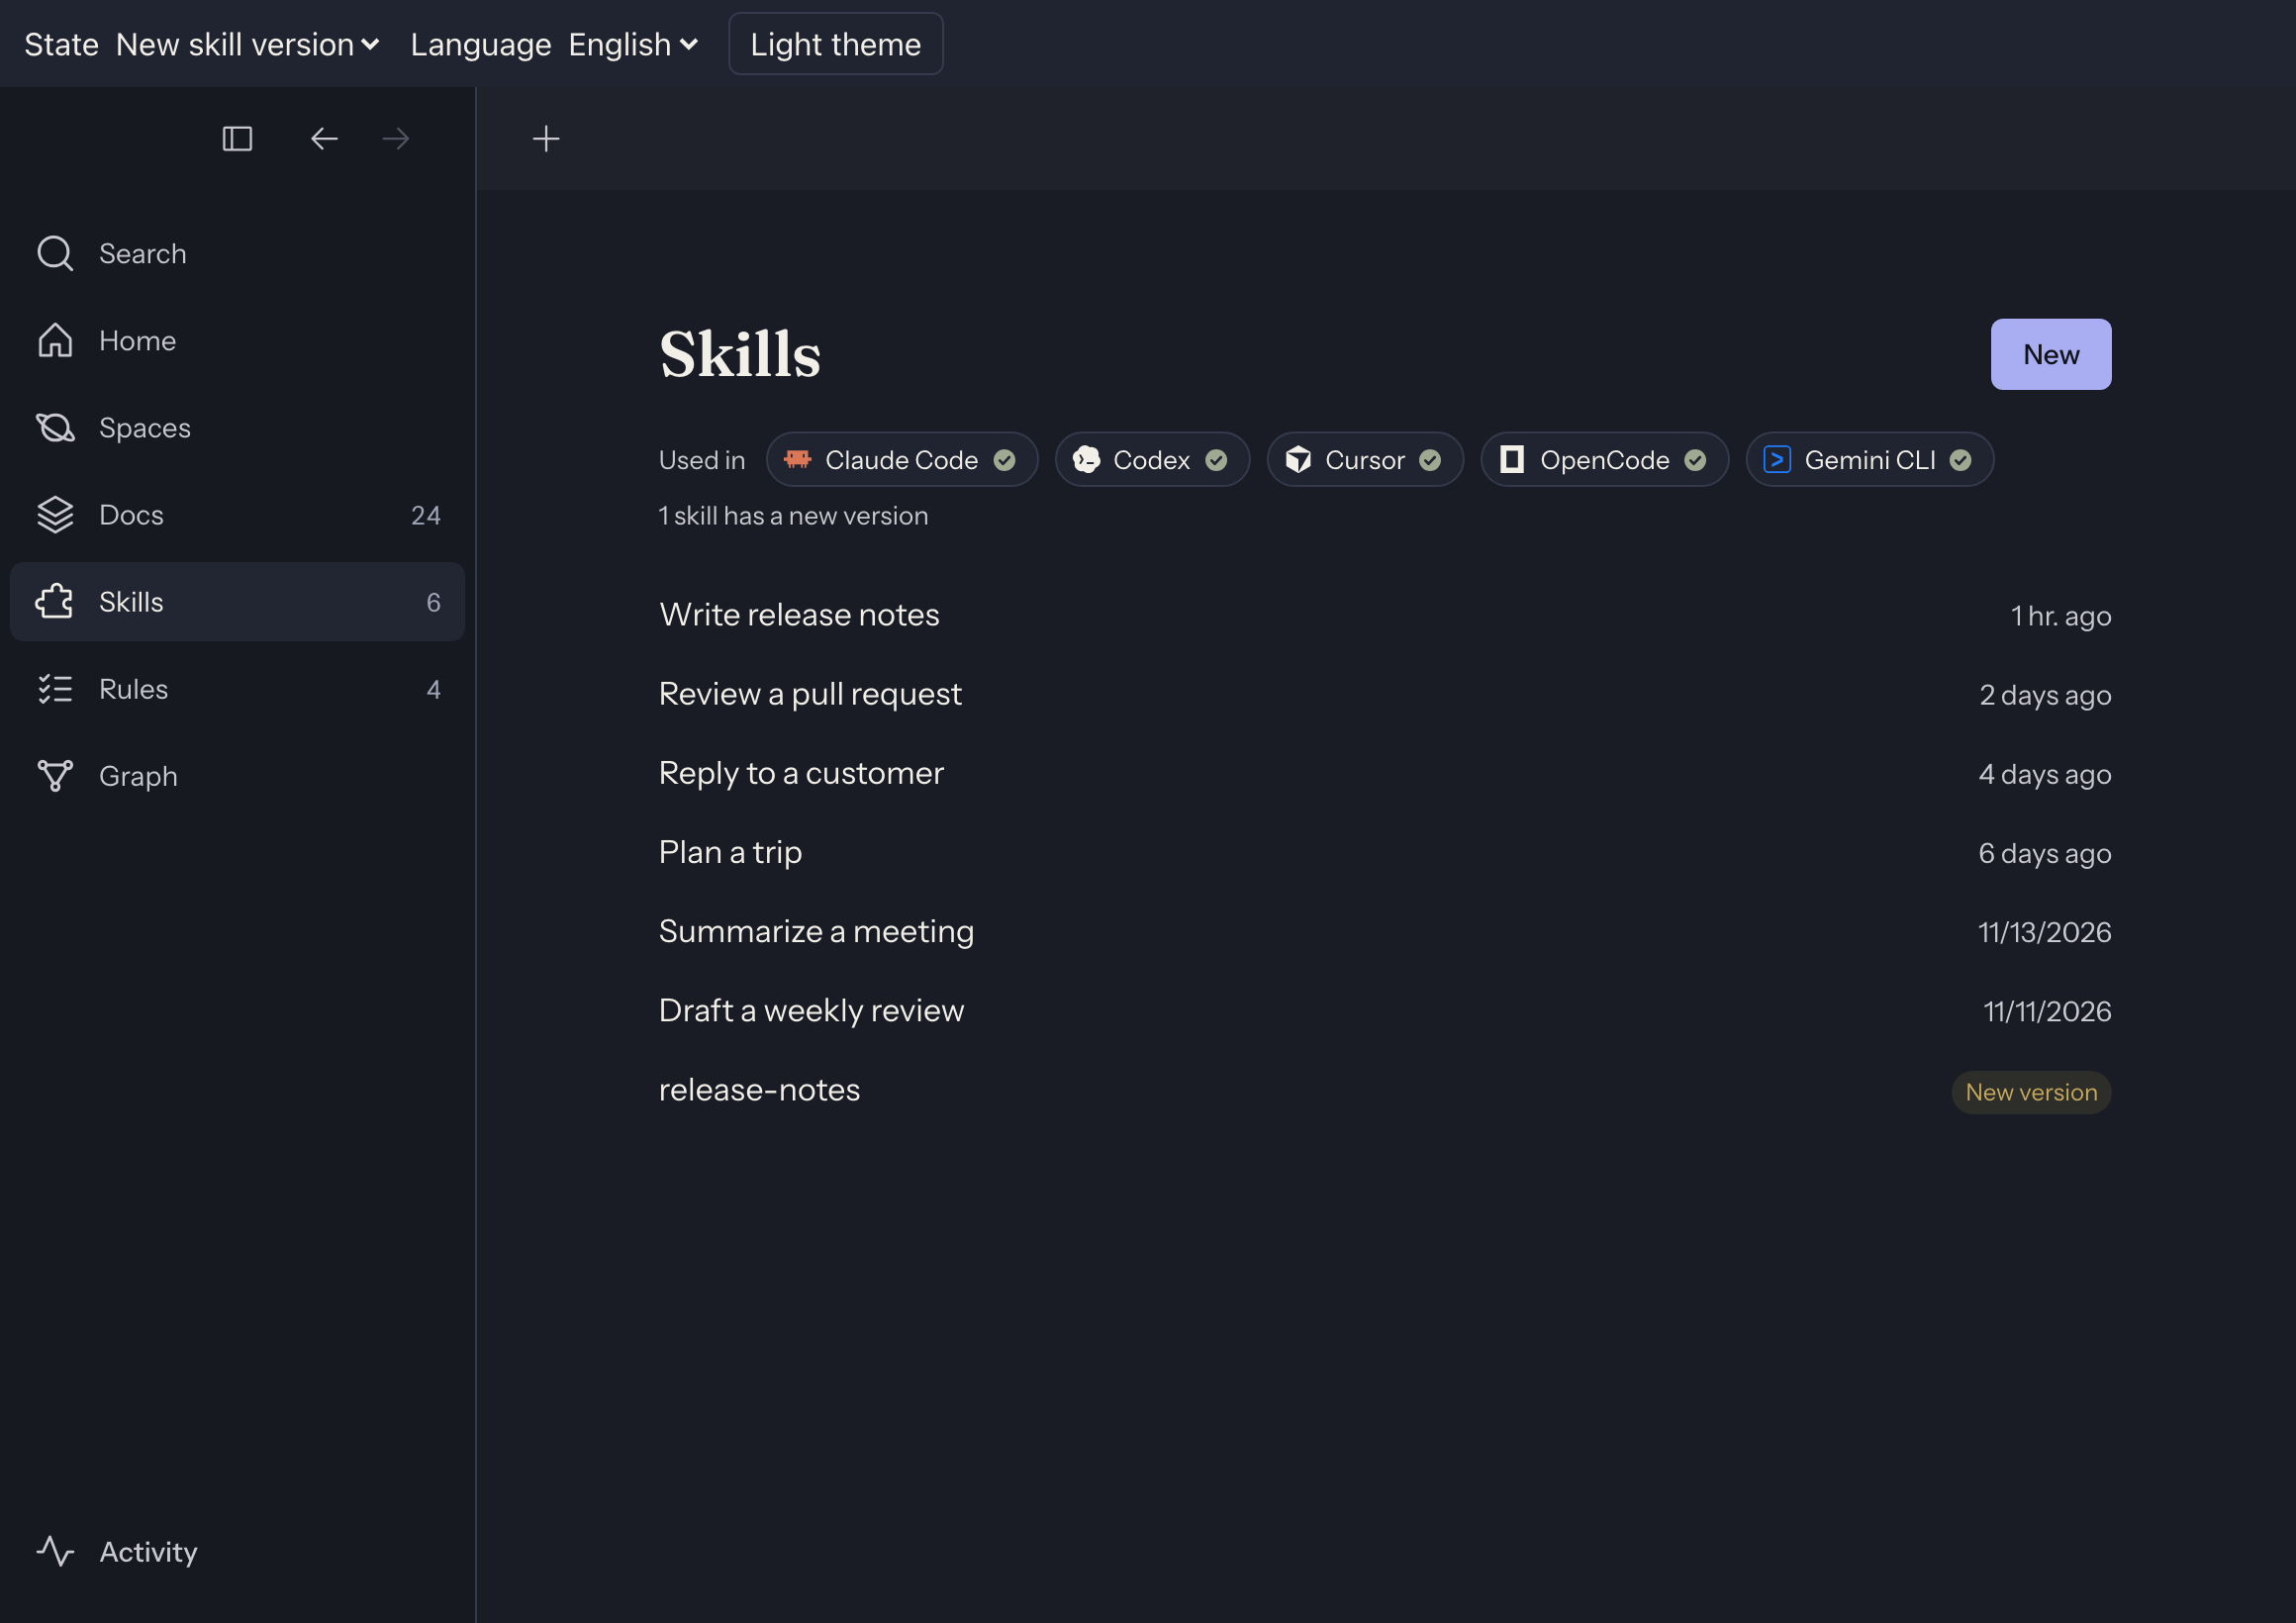 State New skill version Language English Light theme
Search
Home
Spaces
Docs 24
Skills 6
Rules 4
Graph
Activity
Skills New
Used in Claude Code Codex Cursor OpenCode Gemini CLI
1 skill has a new version
Write release notes 1 hr. ago
Review a pull request 2 days ago
Reply to a customer 4 days ago
Plan a trip 6 days ago
Summarize a meeting 11/13/2026
Draft a weekly review 11/11/2026
release-notes New version